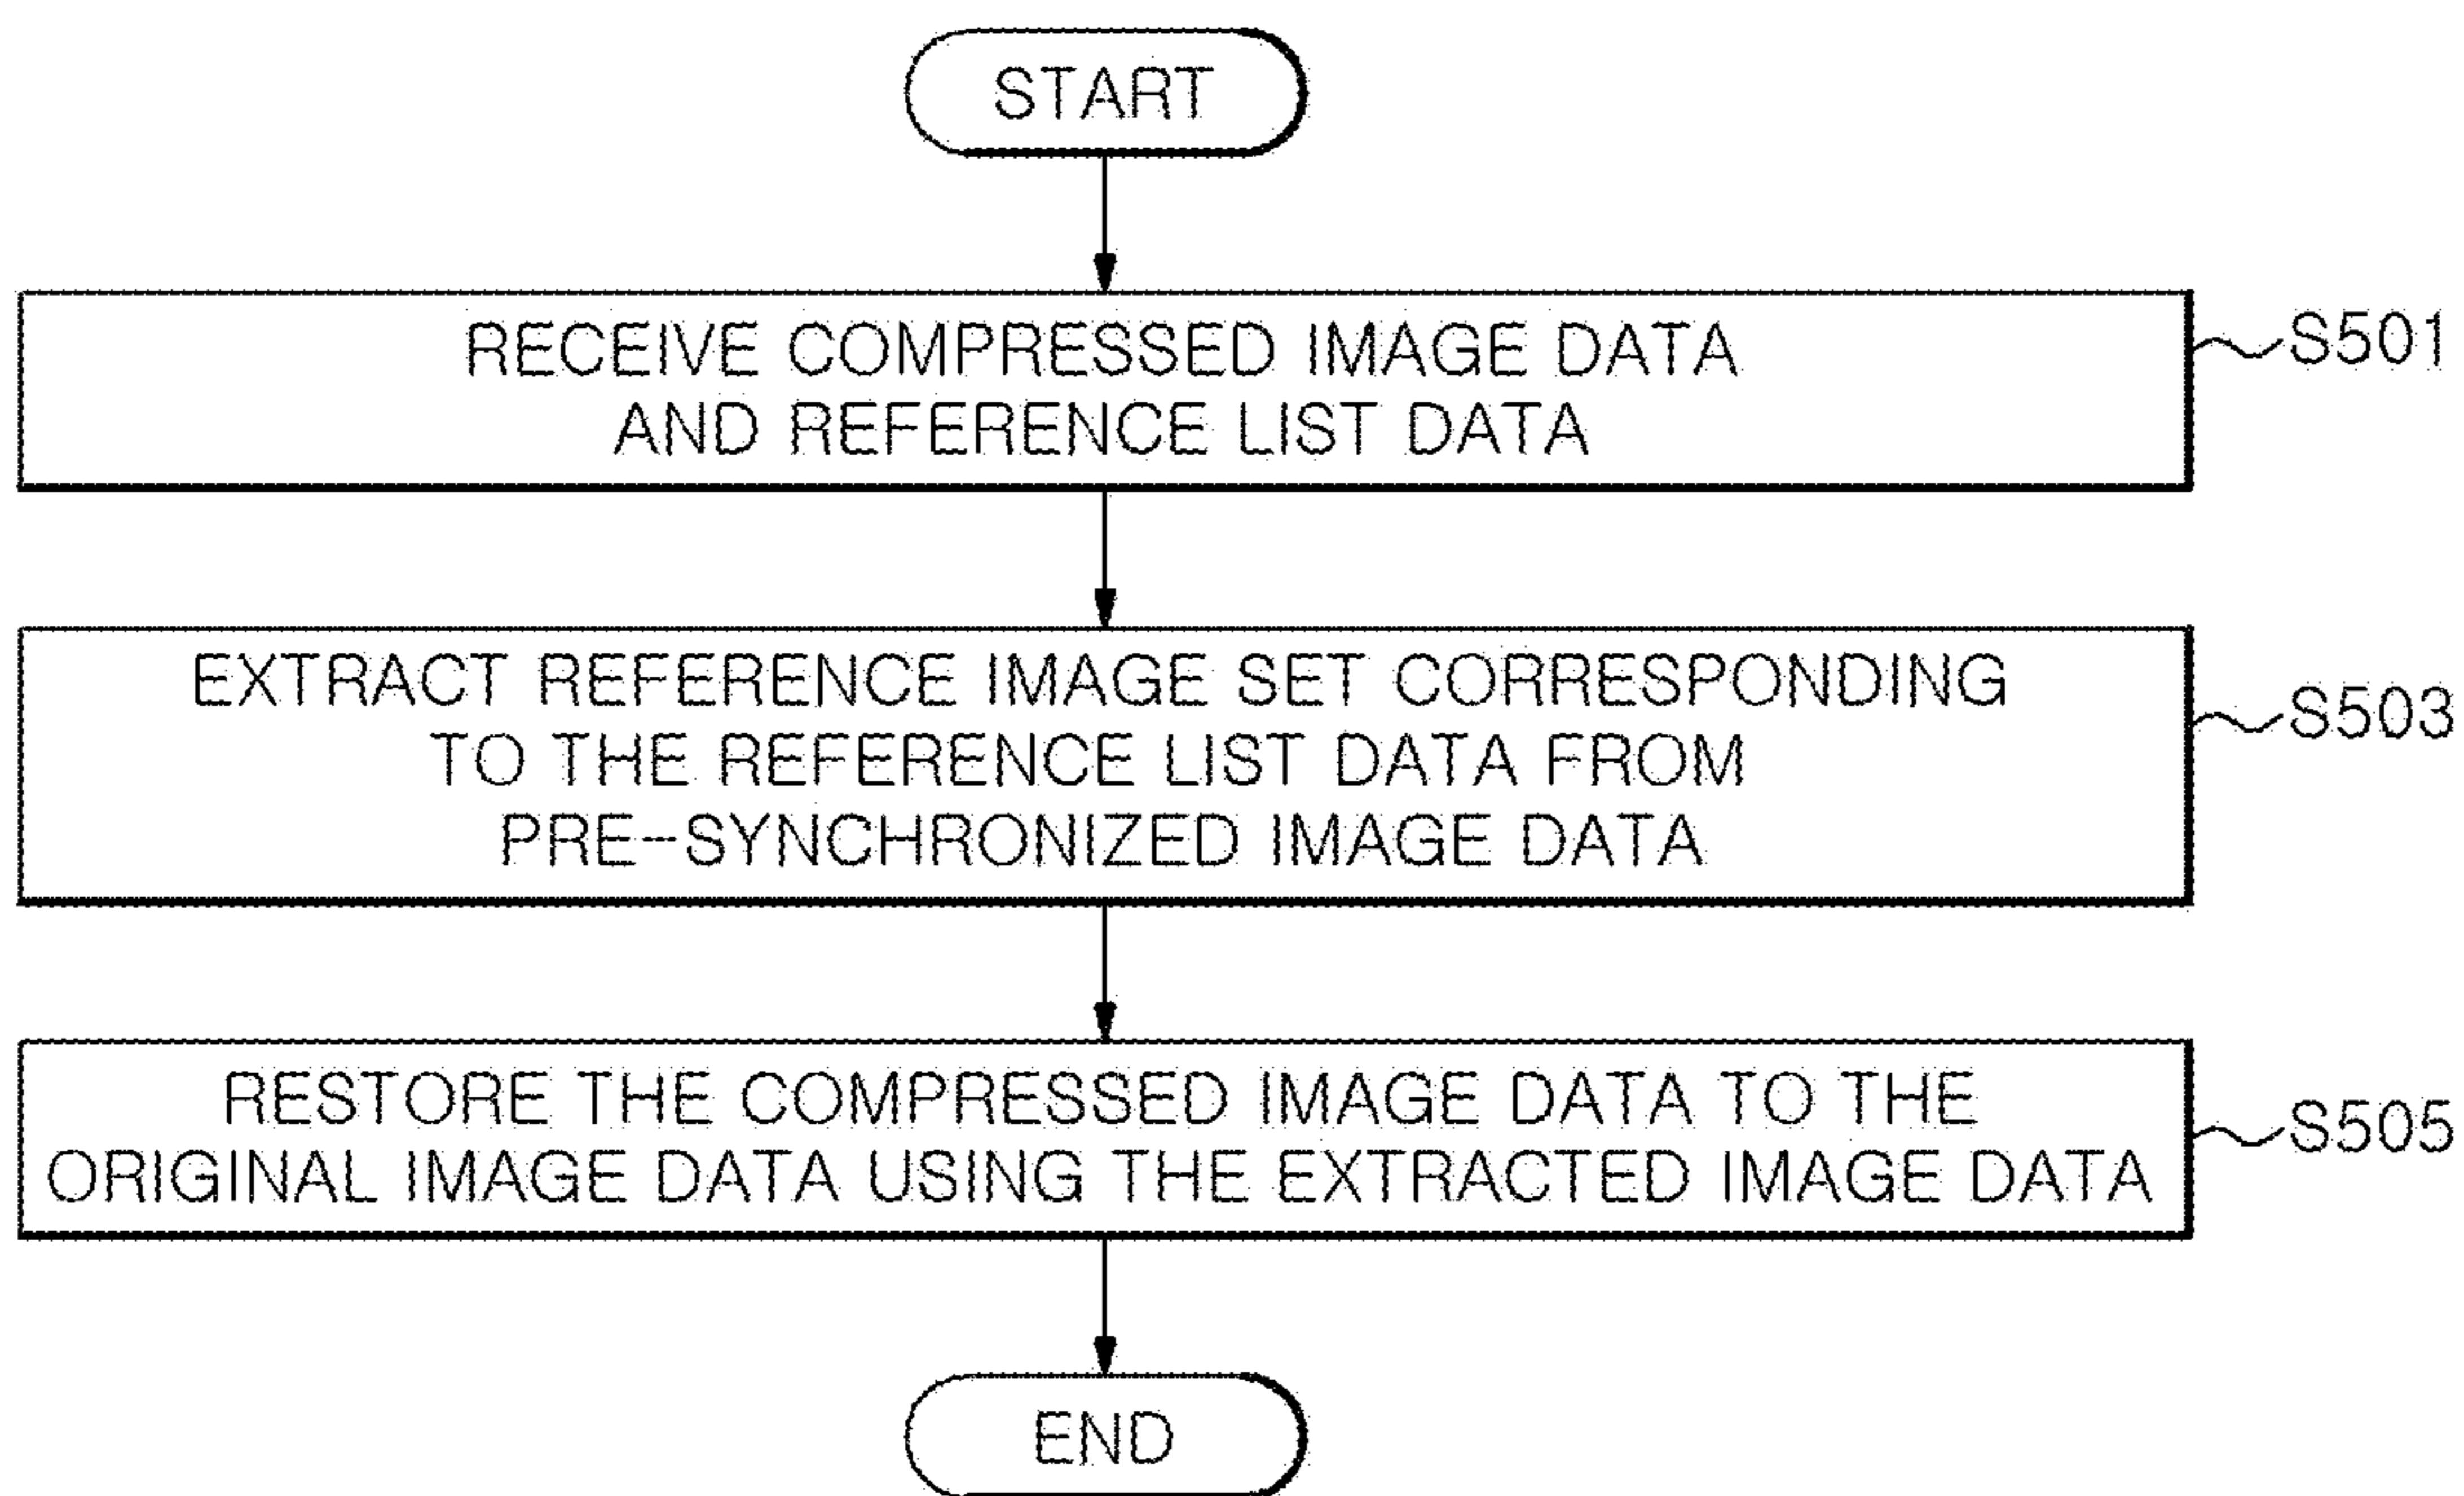 START
RECEIVE COMPRESSED IMAGE DATA
AND REFERENCE LIST DATA
S501
EXTRACT REFERENCE IMAGE SET CORRESPONDING
TO THE REFERENCE LIST DATA FROM
PRE-SYNCHRONIZED IMAGE DATA
S503
RESTORE THE COMPRESSED IMAGE DATA TO THE
ORIGINAL IMAGE DATA USING THE EXTRACTED IMAGE DATA
S505
END